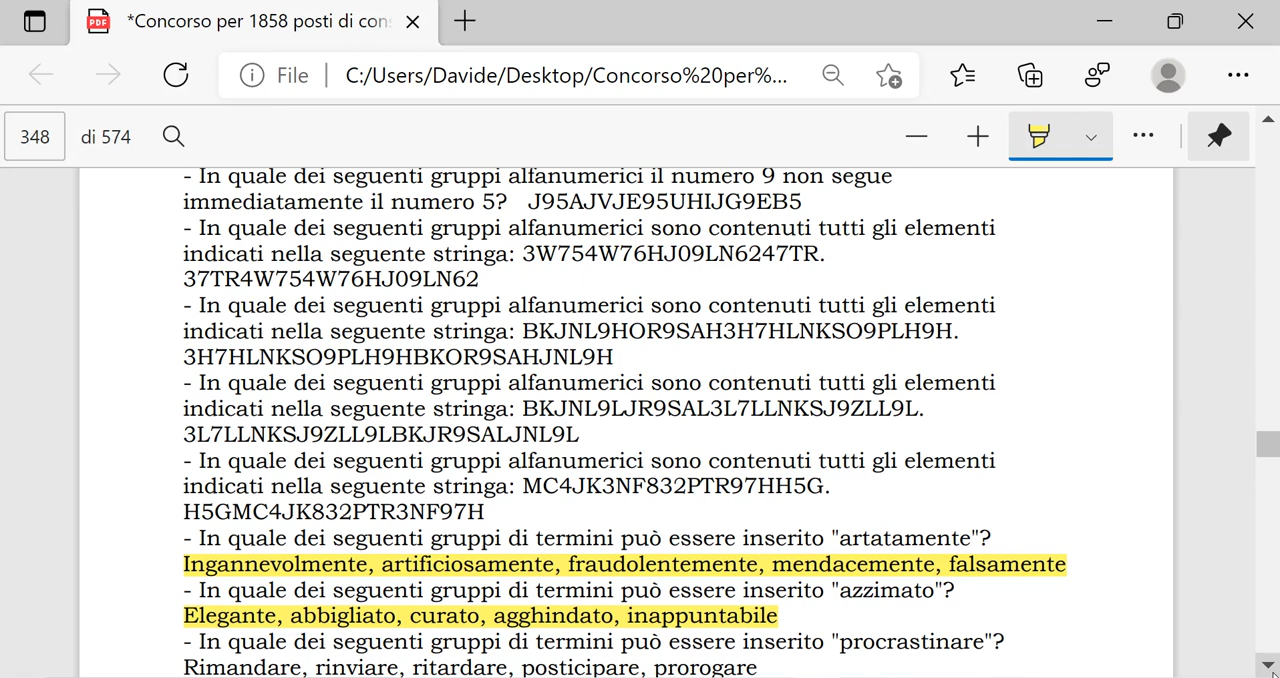 *Concorso per 1858 posti di con
File
C:/Users/Davide/Desktop/Concorso%20per%...
348 di 574
- In quale dei seguenti gruppi alfanumerici il numero 9 non segue
immediatamente il numero 5? J95AJVJE95UHIJG9EB5
- In quale dei seguenti gruppi alfanumerici sono contenuti tutti gli elementi
indicati nella seguente stringa: 3W754W76HJ09LN6247TR.
37TR4W754W76HJ09LN62
- In quale dei seguenti gruppi alfanumerici sono contenuti tutti gli elementi
indicati nella seguente stringa: BKJNL9HOR9SAH3H7HLNKSO9PLH9H.
3H7HLNKSO9PLH9HBKOR9SAHJNL9H
- In quale dei seguenti gruppi alfanumerici sono contenuti tutti gli elementi
indicati nella seguente stringa: BKJNL9LJR9SAL3L7LLNKSJ9ZLL9L.
3L7LLNKSJ9ZLL9LBKJR9SALJNL9L
- In quale dei seguenti gruppi alfanumerici sono contenuti tutti gli elementi
indicati nella seguente stringa: MC4JK3NF832PTR97HH5G.
H5GMC4JK832PTR3NF97H
- In quale dei seguenti gruppi di termini può essere inserito "artatamente"?
Ingannevolmente, artificiosamente, fraudolentemente, mendacemente, falsamente
- In quale dei seguenti gruppi di termini può essere inserito "azzimato"?
Elegante, abbigliato, curato, agghindato, inappuntabile
- In quale dei seguenti gruppi di termini può essere inserito "procrastinare"?
Rimandare, rinviare, ritardare, posticipare, prorogare